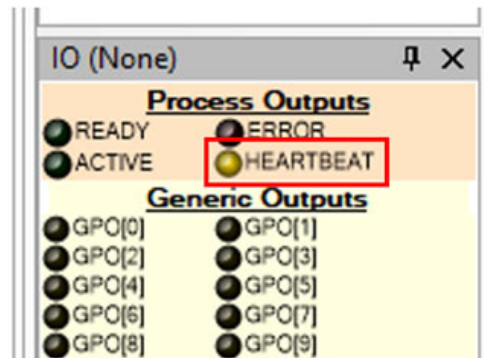 IO (None)
Process Outputs
READY ERROR
ACTIVE HEARTBEAT
Generic Outputs
GPO[0] GPO[1]
GPO[2] GPO[3]
GPO[4] GPO[5]
GPO[6] GPO[7]
GPO[8] GPO[9]